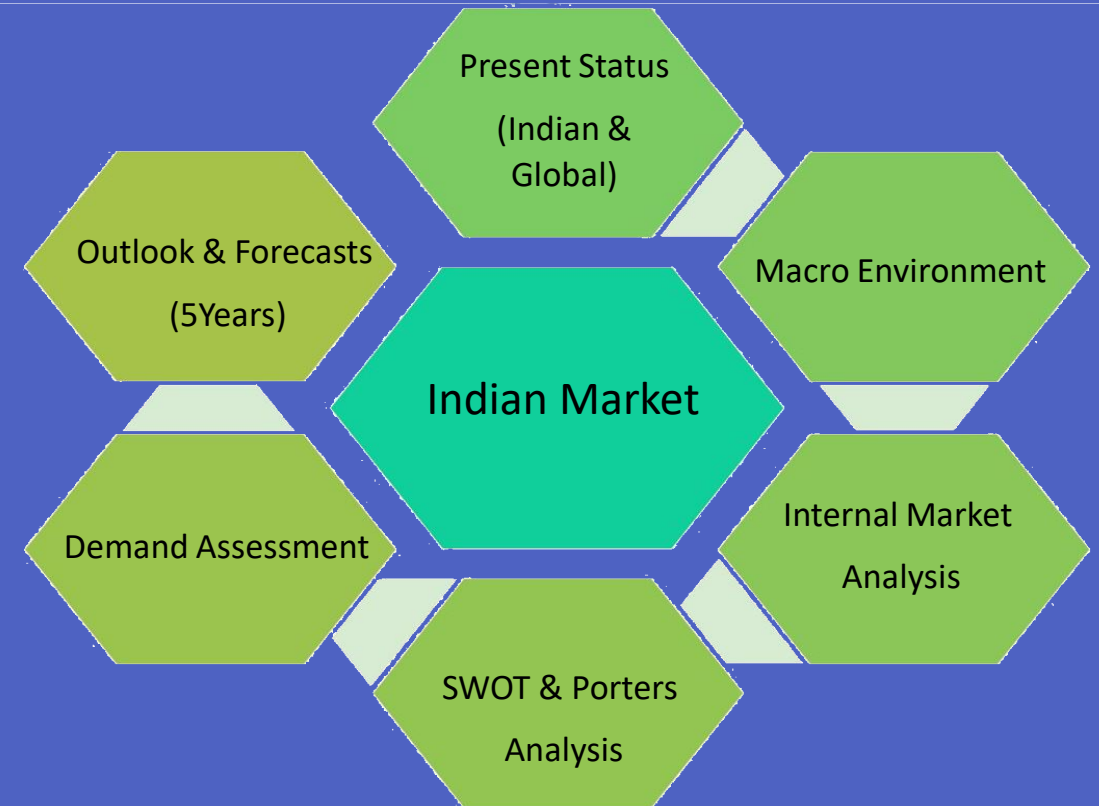 Present Status
(Indian &
Global)
Macro Environment
Internal Market
Analysis
SWOT & Porters
Analysis
Demand Assessment
Outlook & Forecasts
(5Years)
Indian Market